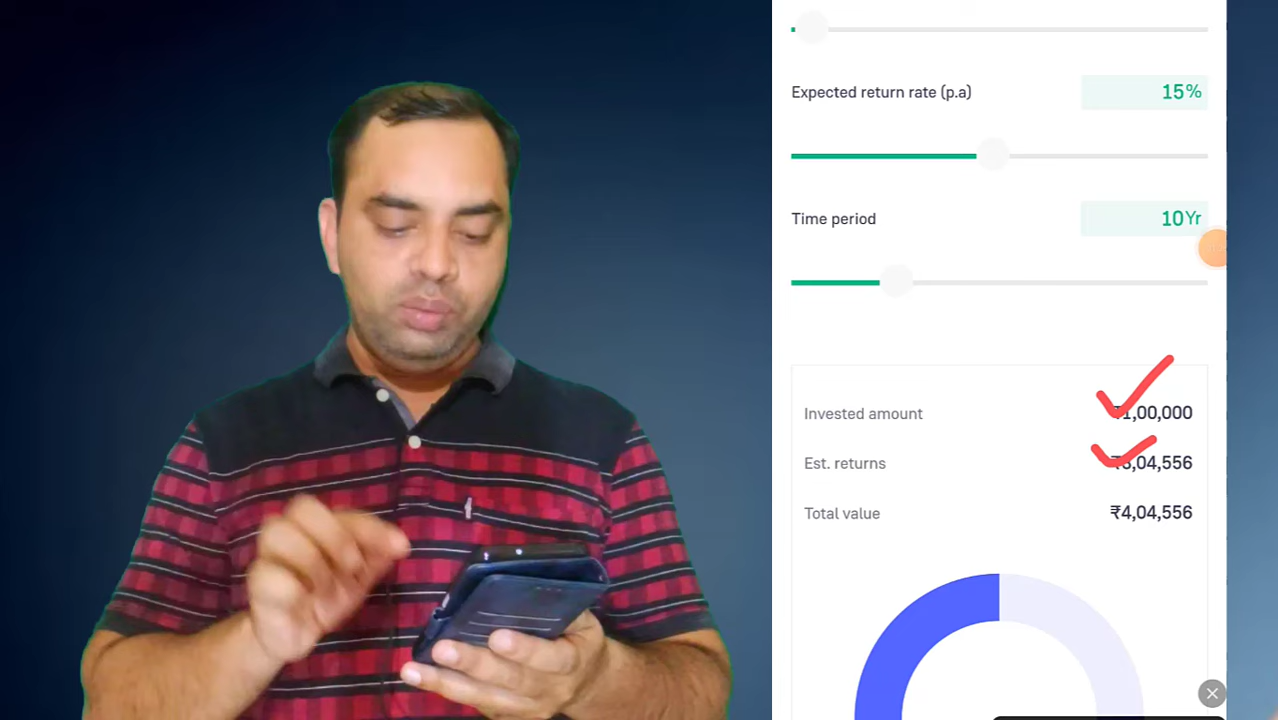 Expected return rate (p.a)
15%
Time period
10Yr
Invested amount
₹1,00,000
Est. returns
₹3,04,556
Total value
₹4,04,556